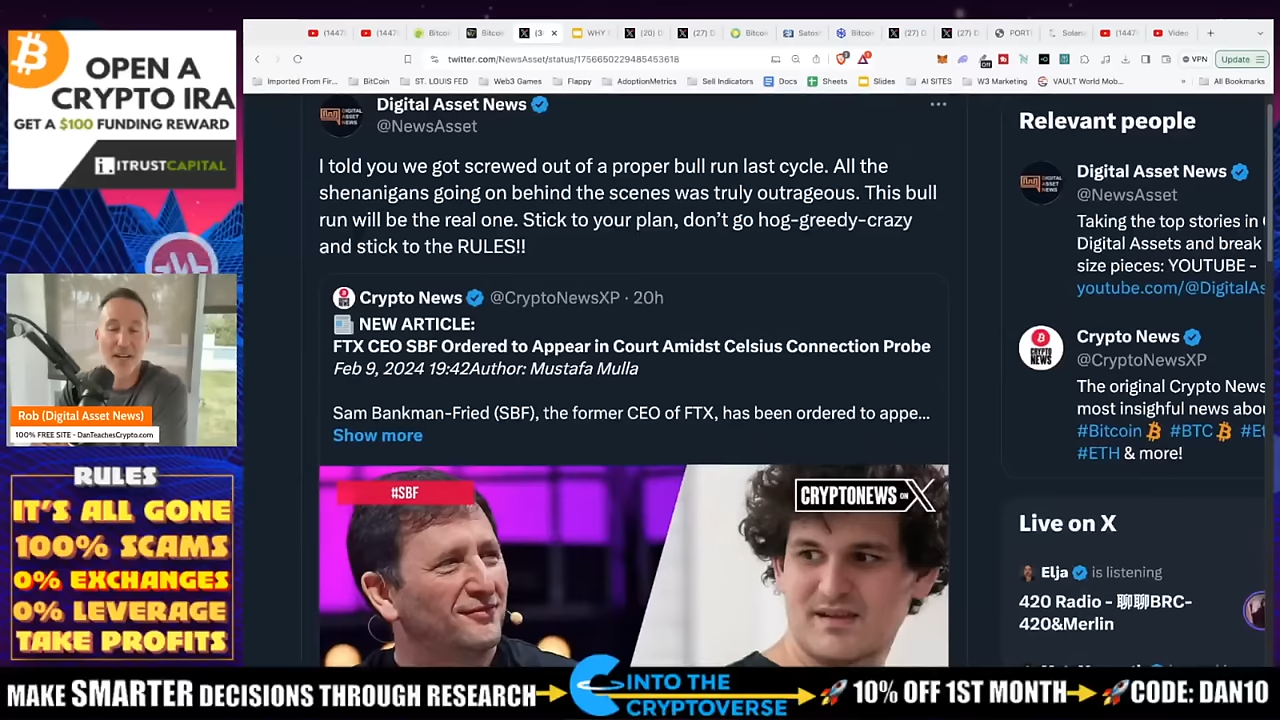 OPEN A
CRYPTO IRA
GET A $100 FUNDING REWARD
iTRUSTCAPITAL
Rob (Digital Asset News)
100% FREE SITE - DanTeachesCrypto.com
RULES
IT'S ALL GONE
100% SCAMS
0% EXCHANGES
0% LEVERAGE
TAKE PROFITS
twitter.com/NewsAsset/status/1756650229485453618
VPN
Update
Imported From Fir...
BitCoin
ST. LOUIS FED
Web3 Games
Flappy
AdoptionMetrics
Sell Indicators
Docs
Sheets
Slides
AI SITES
W3 Marketing
VAULT World Mob...
All Bookmarks
Digital Asset News
@NewsAsset
I told you we got screwed out of a proper bull run last cycle. All the
shenanigans going on behind the scenes was truly outrageous. This bull
run will be the real one. Stick to your plan, don't go hog-greedy-crazy
and stick to the RULES!!
Crypto News @CryptoNewsXP · 20h
NEW ARTICLE:
FTX CEO SBF Ordered to Appear in Court Amidst Celsius Connection Probe
Feb 9, 2024 19:42Author: Mustafa Mulla
Sam Bankman-Fried (SBF), the former CEO of FTX, has been ordered to appe...
Show more
#SBF
CRYPTONEWS ON X
Relevant people
Digital Asset News
@NewsAsset
Taking the top stories in
Digital Assets and break
size pieces: YOUTUBE -
youtube.com/@DigitalAs
Crypto News
@CryptoNewsXP
The original Crypto News
most insighful news abou
#Bitcoin #BTC #Et
#ETH & more!
Live on X
Elja is listening
420 Radio - 聊聊BRC-
420&Merlin
MAKE SMARTER DECISIONS THROUGH RESEARCH
INTO THE
CRYPTOVERSE
10% OFF 1ST MONTH
CODE: DAN10